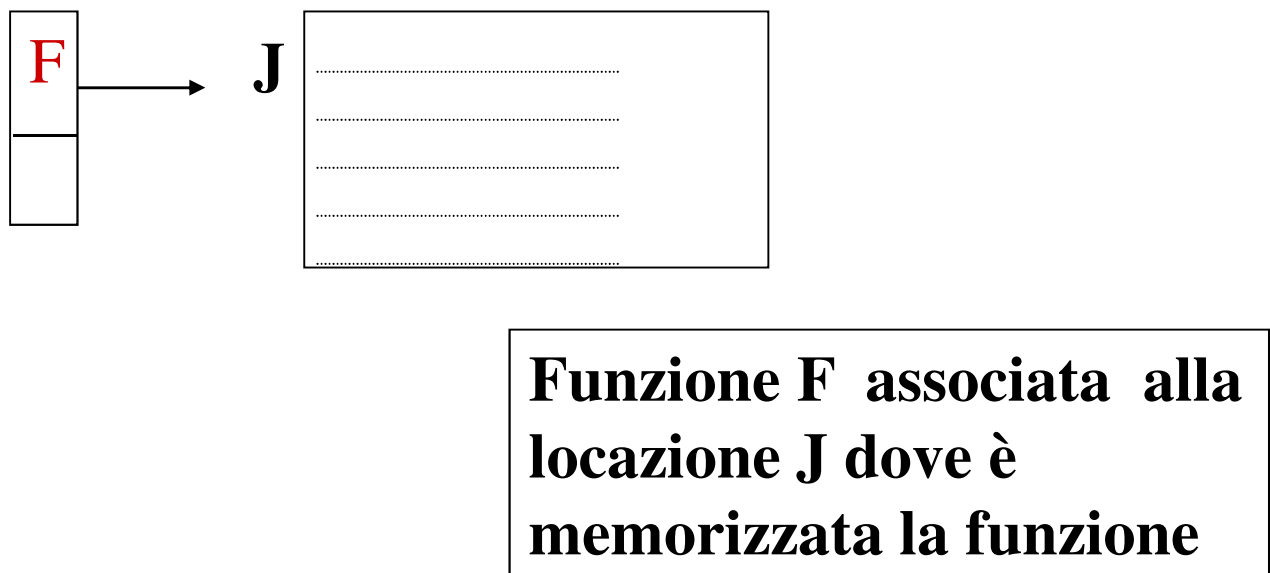 F J
Funzione F associata alla
locazione J dove è
memorizzata la funzione